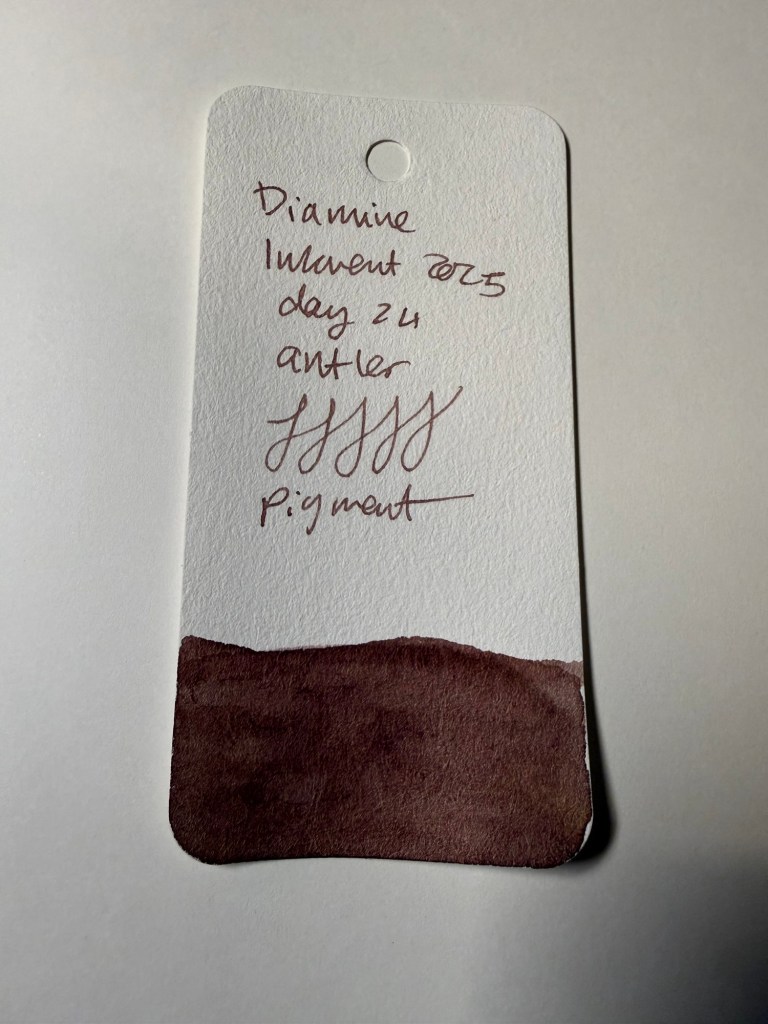 Diamine
Inkvent 2025
day 24
antler
pigment